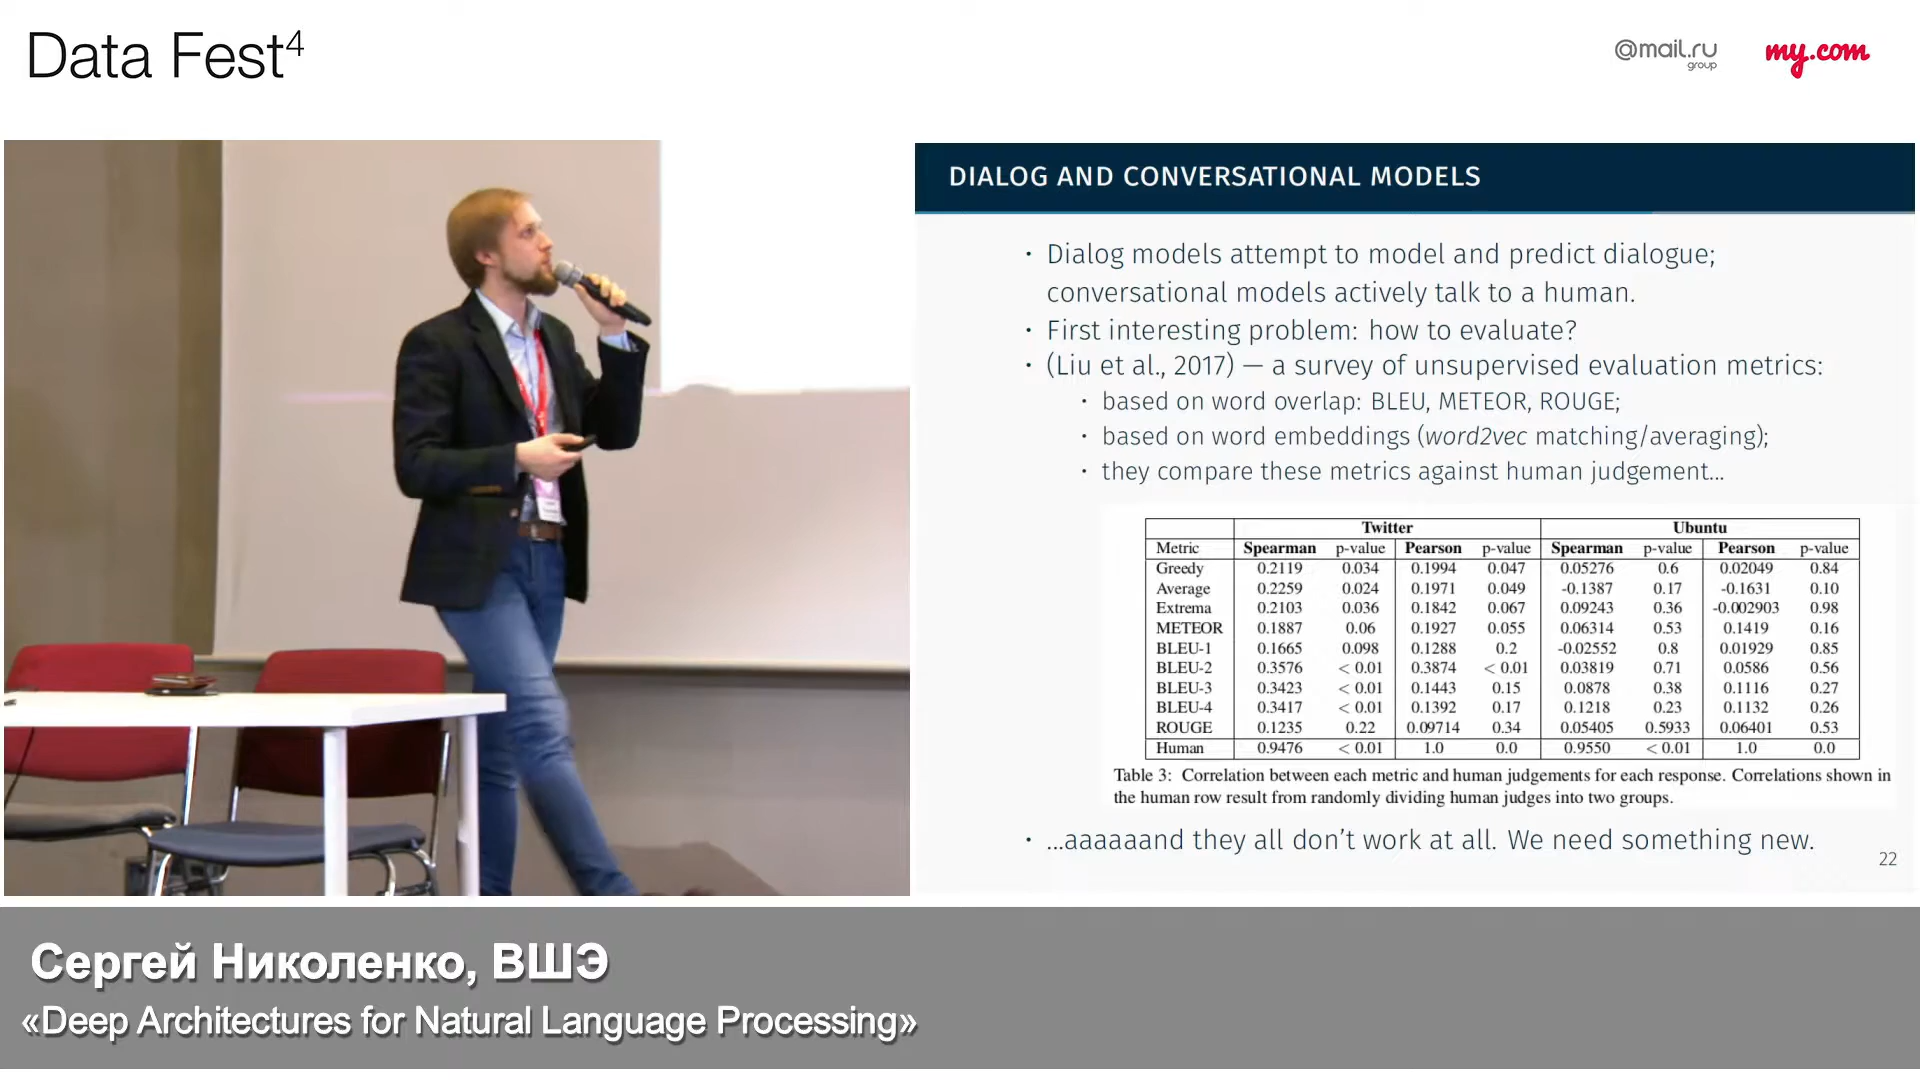 Data Fest⁴
@mail.ru
group
my.com
DIALOG AND CONVERSATIONAL MODELS
· Dialog models attempt to model and predict dialogue;
conversational models actively talk to a human.
· First interesting problem: how to evaluate?
· (Liu et al., 2017) — a survey of unsupervised evaluation metrics:
· based on word overlap: BLEU, METEOR, ROUGE;
· based on word embeddings (word2vec matching/averaging);
· they compare these metrics against human judgement...
Twitter Ubuntu
Metric Spearman p-value Pearson p-value Spearman p-value Pearson p-value
Greedy 0.2119 0.034 0.1994 0.047 0.05276 0.6 0.02049 0.84
Average 0.2259 0.024 0.1971 0.049 -0.1387 0.17 -0.1631 0.10
Extrema 0.2103 0.036 0.1842 0.067 0.09243 0.36 -0.002903 0.98
METEOR 0.1887 0.06 0.1927 0.055 0.06314 0.53 0.1419 0.16
BLEU-1 0.1665 0.098 0.1288 0.2 -0.02552 0.8 0.01929 0.85
BLEU-2 0.3576 < 0.01 0.3874 < 0.01 0.03819 0.71 0.0586 0.56
BLEU-3 0.3423 < 0.01 0.1443 0.15 0.0878 0.38 0.1116 0.27
BLEU-4 0.3417 < 0.01 0.1392 0.17 0.1218 0.23 0.1132 0.26
ROUGE 0.1235 0.22 0.09714 0.34 0.05405 0.5933 0.06401 0.53
Human 0.9476 < 0.01 1.0 0.0 0.9550 < 0.01 1.0 0.0
Table 3: Correlation between each metric and human judgements for each response. Correlations shown in
the human row result from randomly dividing human judges into two groups.
· ...aaaaaand they all don't work at all. We need something new.
22
Сергей Николенко, ВШЭ
«Deep Architectures for Natural Language Processing»